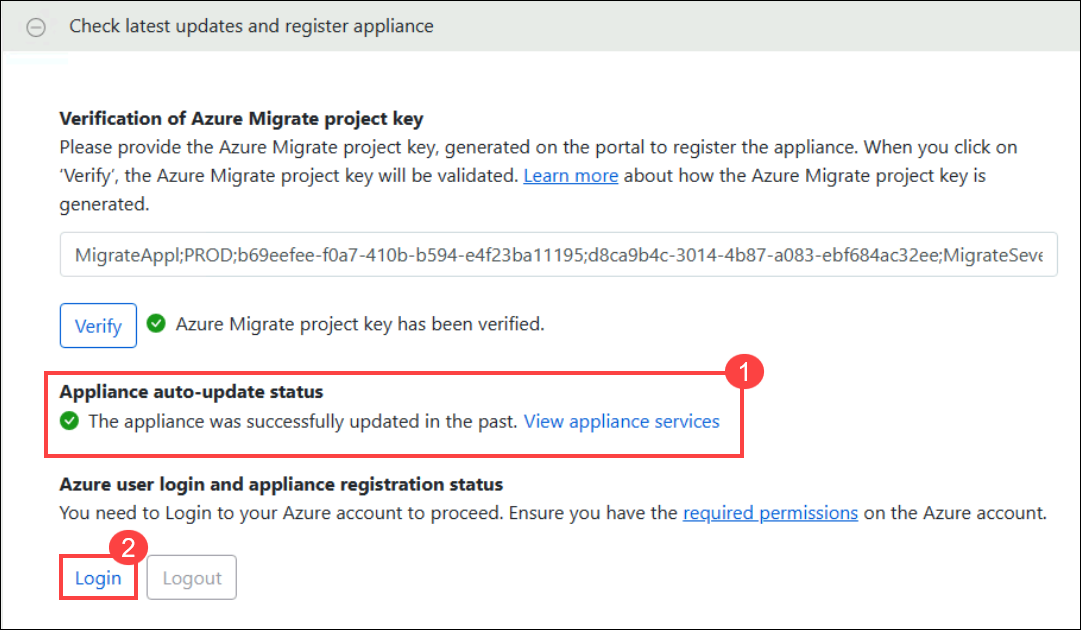 Check latest updates and register appliance
Verification of Azure Migrate project key
Please provide the Azure Migrate project key, generated on the portal to register the appliance. When you click on
‘Verify’, the Azure Migrate project key will be validated. Learn more about how the Azure Migrate project key is
generated.
MigrateAppl;PROD;b69eefee-f0a7-410b-b594-e4f23ba11195;d8ca9b4c-3014-4b87-a083-ebf684ac32ee;MigrateSeve
Verify Azure Migrate project key has been verified.
1
Appliance auto-update status
The appliance was successfully updated in the past. View appliance services
Azure user login and appliance registration status
You need to Login to your Azure account to proceed. Ensure you have the required permissions on the Azure account.
2
Login Logout